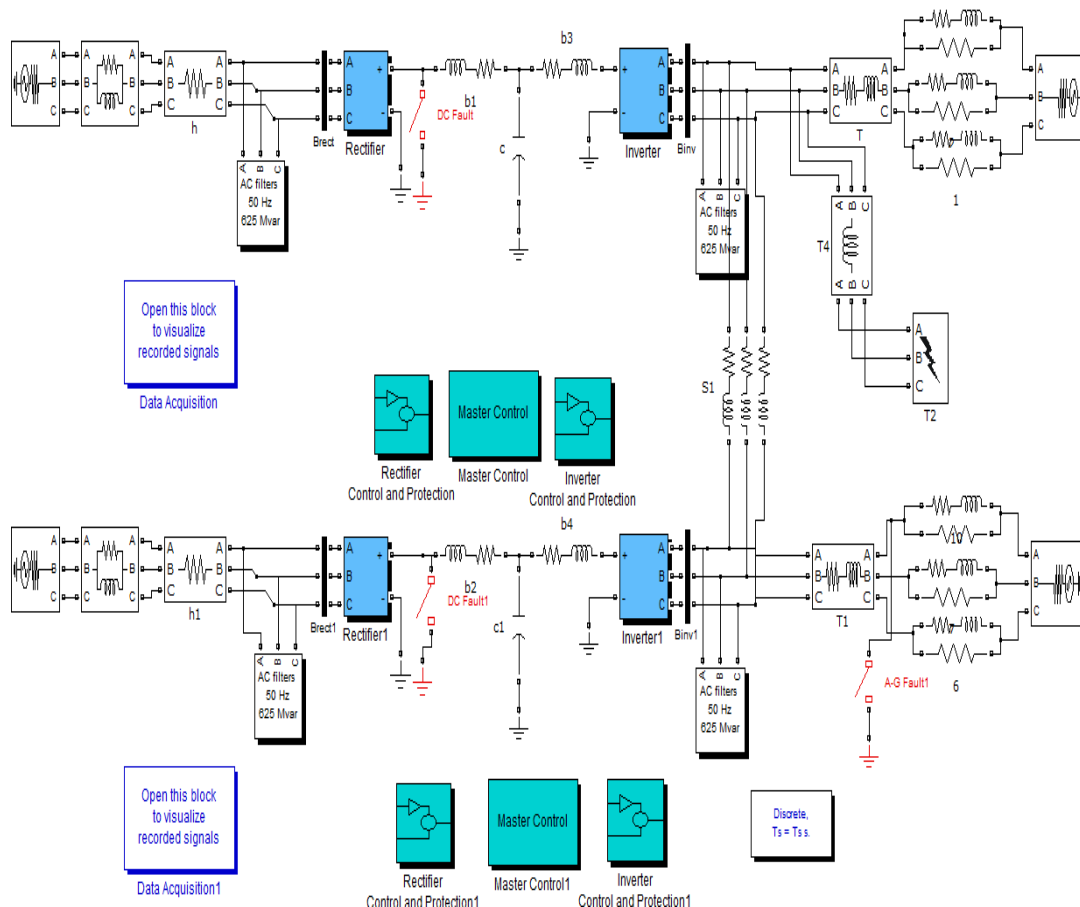 b3
A A A A A + + A A A A
B B B B B B B B B B B
C C C C C - - C C C C
h
Brect
Rectifier
b1
DC Fault
c
Inverter
Binv
T
1
A B C
AC filters
50 Hz
625 Mvar
A B C
AC filters
50 Hz
625 Mvar
A B C
T4
A B C
A
B
C
T2
Open this block
to visualize
recorded signals
Data Acquisition
S1
Master Control
Rectifier
Control and Protection
Master Control
Inverter
Control and Protection
b4
A A A A A + + A A A A
B B B B B B B B B B B
C C C C C - - C C C C
h1
Brect1
Rectifier1
b2
DC Fault1
c1
Inverter1
Binv1
T1
10
6
A-G Fault1
A B C
AC filters
50 Hz
625 Mvar
A B C
AC filters
50 Hz
625 Mvar
Open this block
to visualize
recorded signals
Data Acquisition1
Master Control
Rectifier
Control and Protection1
Master Control1
Inverter
Control and Protection1
Discrete,
Ts = Ts s.